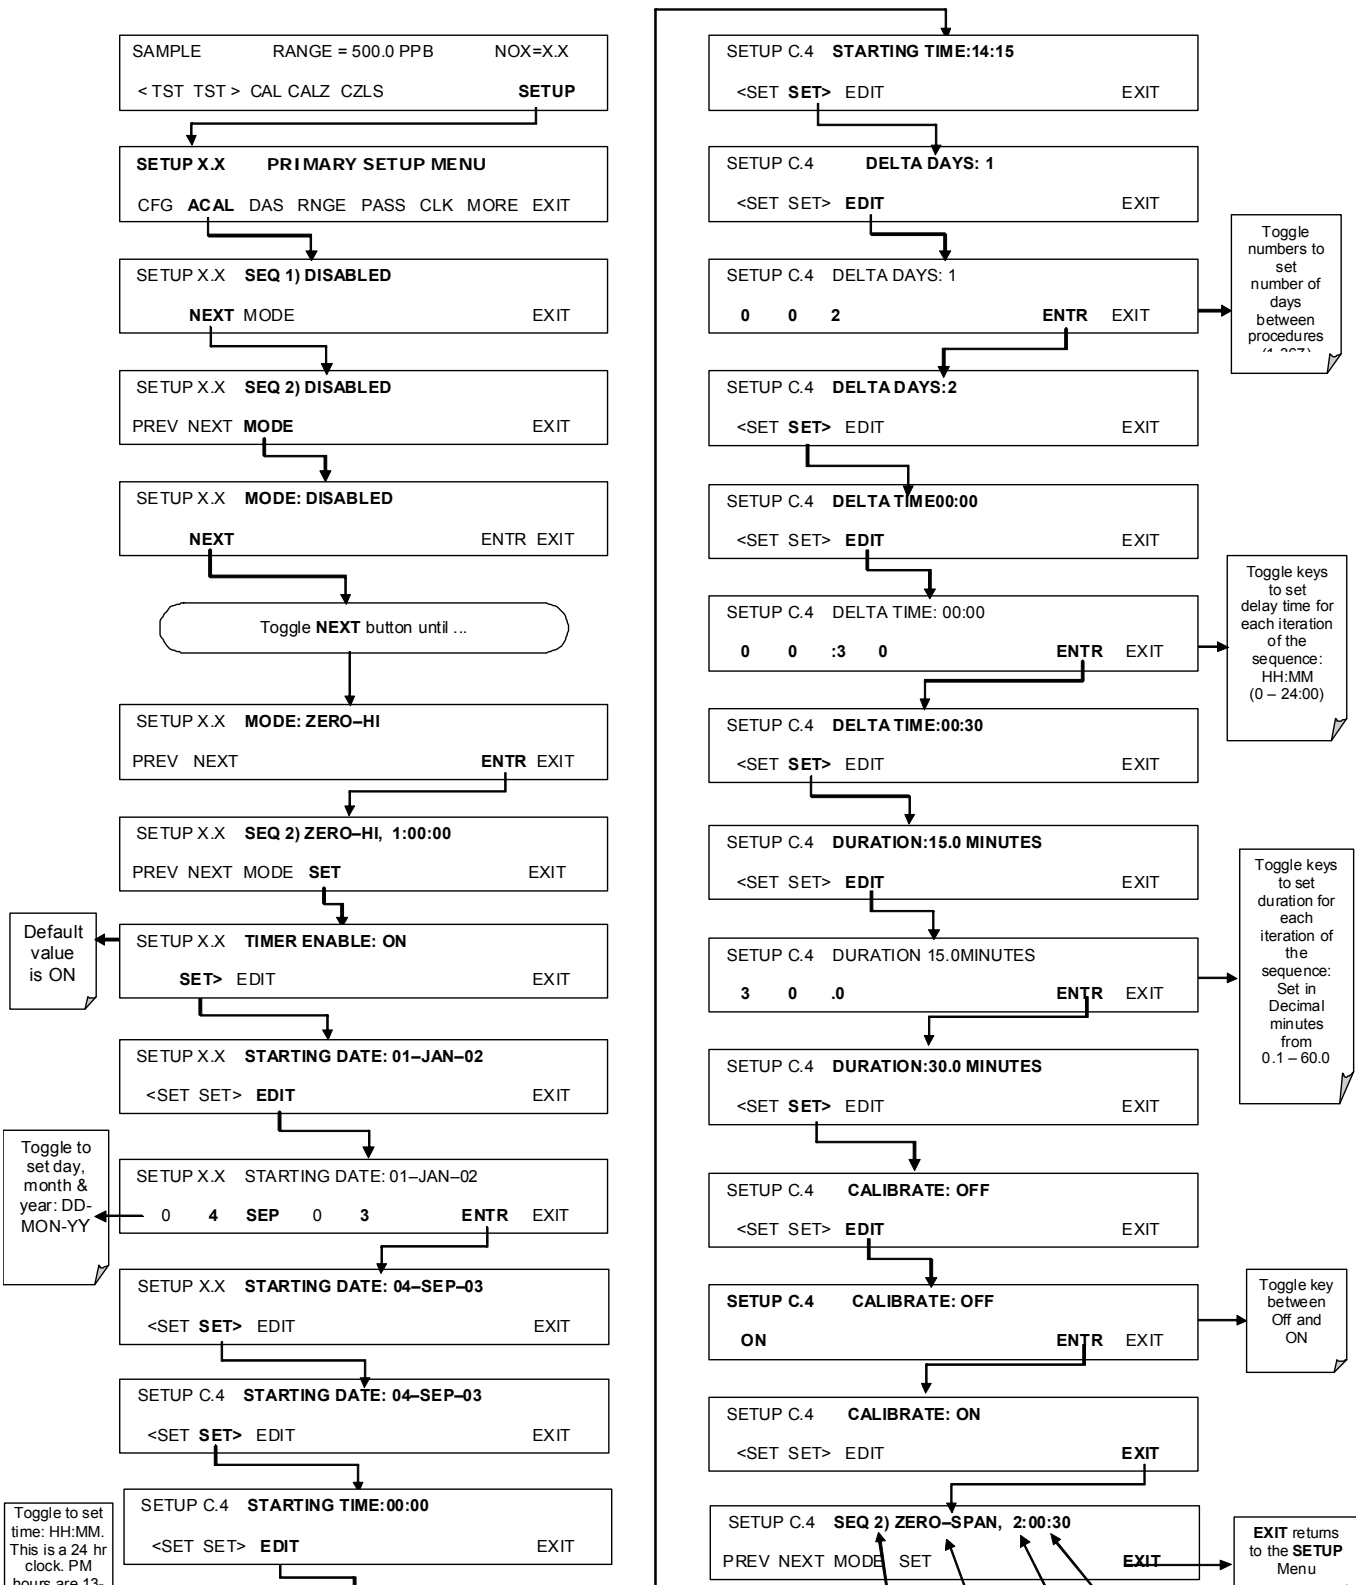 SAMPLE RANGE = 500.0 PPB NOX=X.X
< TST TST > CAL CALZ CZLS SETUP
SETUP X.X PRIMARY SETUP MENU
CFG ACAL DAS RNGE PASS CLK MORE EXIT
SETUP X.X SEQ 1) DISABLED
NEXT MODE EXIT
SETUP X.X SEQ 2) DISABLED
PREV NEXT MODE EXIT
SETUP X.X MODE: DISABLED
NEXT ENTR EXIT
Toggle NEXT button until ...
SETUP X.X MODE: ZERO–HI
PREV NEXT ENTR EXIT
SETUP X.X SEQ 2) ZERO–HI, 1:00:00
PREV NEXT MODE SET EXIT
Default
value
is ON
SETUP X.X TIMER ENABLE: ON
SET> EDIT EXIT
SETUP X.X STARTING DATE: 01–JAN–02
<SET SET> EDIT EXIT
Toggle to
set day,
month &
year: DD-
MON-YY
SETUP X.X STARTING DATE: 01–JAN–02
0 4 SEP 0 3 ENTR EXIT
SETUP X.X STARTING DATE: 04–SEP–03
<SET SET> EDIT EXIT
SETUP C.4 STARTING DATE: 04–SEP–03
<SET SET> EDIT EXIT
Toggle to set
time: HH:MM.
This is a 24 hr
clock. PM
hours are 13-
SETUP C.4 STARTING TIME:00:00
<SET SET> EDIT EXIT
SETUP C.4 STARTING TIME:14:15
<SET SET> EDIT EXIT
SETUP C.4 DELTA DAYS: 1
<SET SET> EDIT EXIT
SETUP C.4 DELTA DAYS: 1
0 0 2 ENTR EXIT
Toggle
numbers to
set
number of
days
between
procedures
SETUP C.4 DELTA DAYS:2
<SET SET> EDIT EXIT
SETUP C.4 DELTA TIME00:00
<SET SET> EDIT EXIT
SETUP C.4 DELTA TIME: 00:00
0 0 :3 0 ENTR EXIT
Toggle keys
to set
delay time for
each iteration
of the
sequence:
HH:MM
(0 – 24:00)
SETUP C.4 DELTA TIME:00:30
<SET SET> EDIT EXIT
SETUP C.4 DURATION:15.0 MINUTES
<SET SET> EDIT EXIT
SETUP C.4 DURATION 15.0MINUTES
3 0 .0 ENTR EXIT
Toggle keys
to set
duration for
each
iteration of
the
sequence:
Set in
Decimal
minutes
from
0.1 – 60.0
SETUP C.4 DURATION:30.0 MINUTES
<SET SET> EDIT EXIT
SETUP C.4 CALIBRATE: OFF
<SET SET> EDIT EXIT
SETUP C.4 CALIBRATE: OFF
ON ENTR EXIT
Toggle key
between
Off and
ON
SETUP C.4 CALIBRATE: ON
<SET SET> EDIT EXIT
SETUP C.4 SEQ 2) ZERO–SPAN, 2:00:30
PREV NEXT MODE SET EXIT
EXIT returns
to the SETUP
Menu